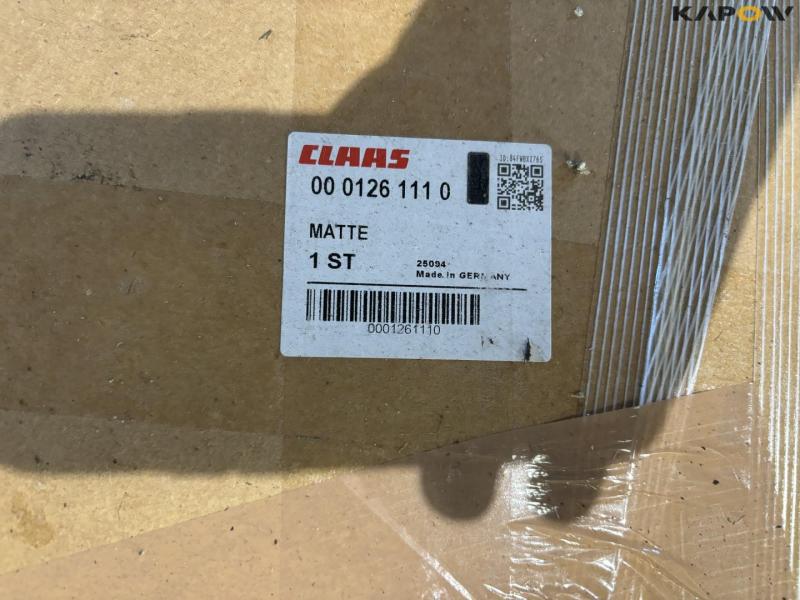 KAPOW
CLAAS
00 0126 111 0
MATTE
1 ST
25094
Made in GERMANY
0001261110